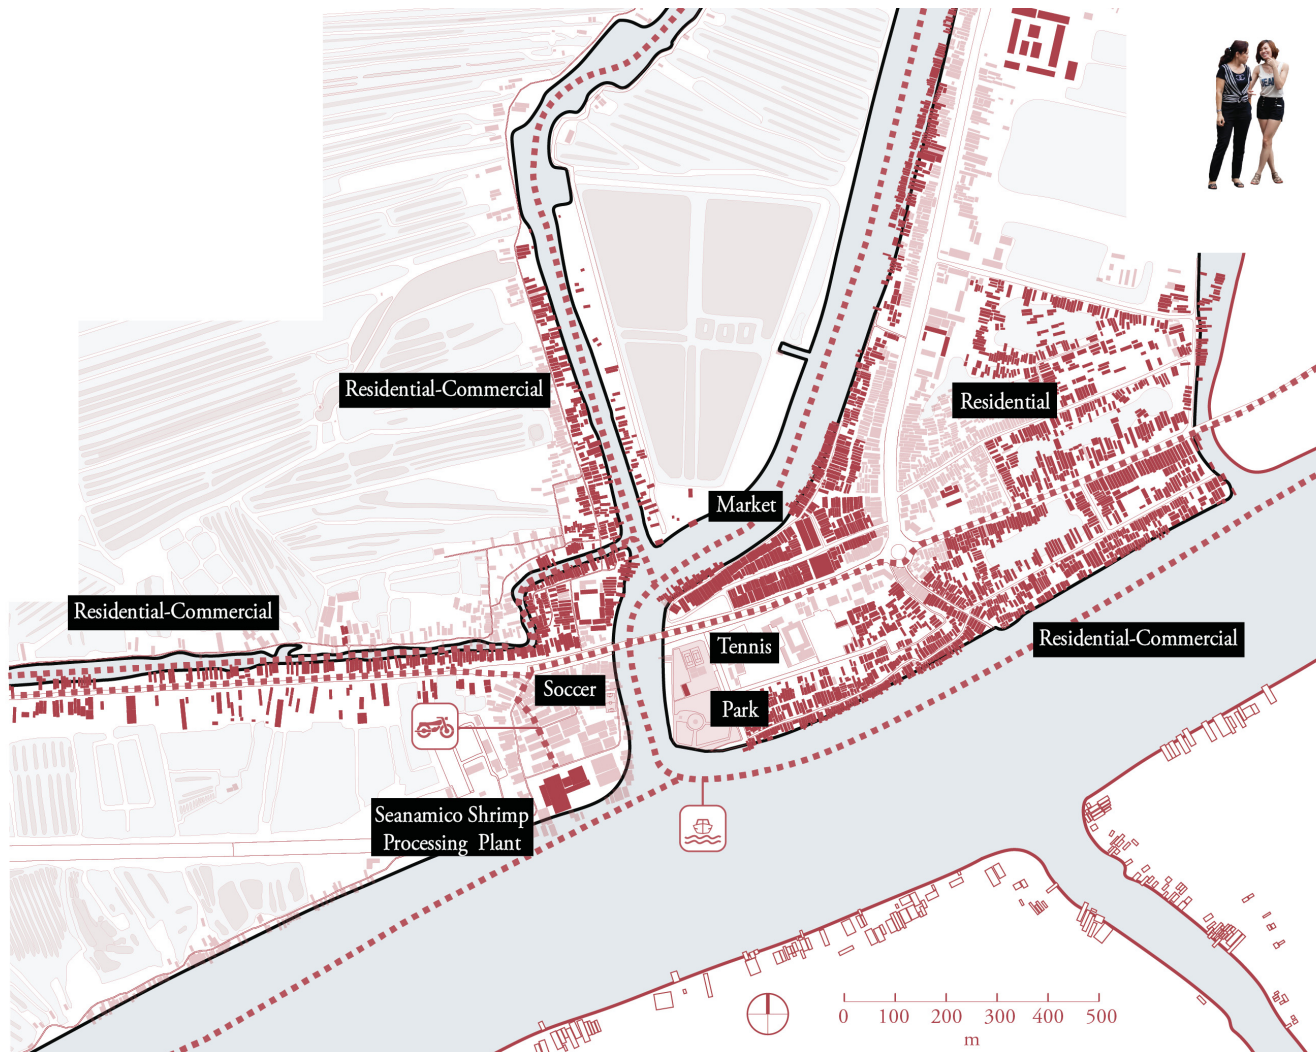 Residential-Commercial
Residential
Market
Residential-Commercial
Residential-Commercial
Tennis
Soccer
Park
Seanamico Shrimp
Processing Plant
0 100 200 300 400 500
m